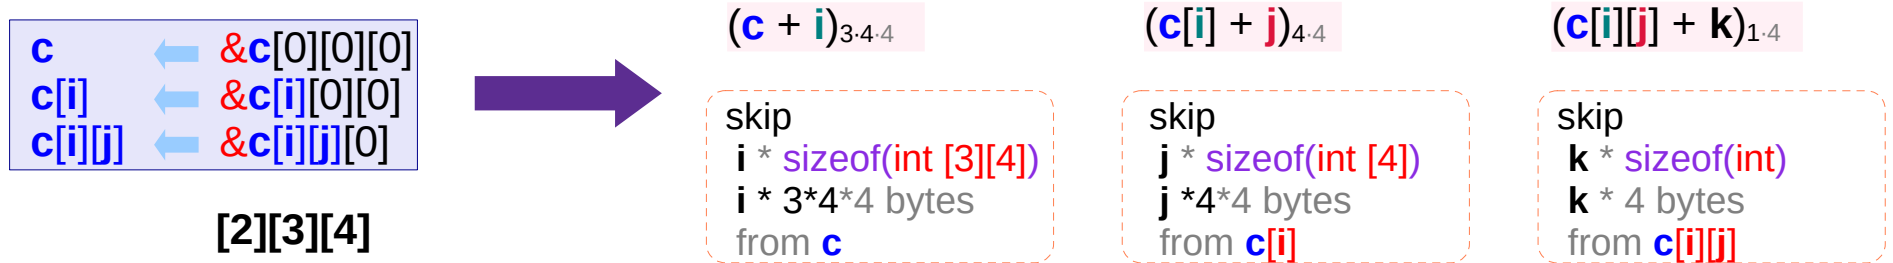 c ← &c[0][0][0]
c[i] ← &c[i][0][0]
c[i][j] ← &c[i][j][0]
[2][3][4]
(c + i)3·4·4
skip
i * sizeof(int [3][4])
i * 3*4*4 bytes
from c
(c[i] + j)4·4
skip
j * sizeof(int [4])
j *4*4 bytes
from c[i]
(c[i][j] + k)1·4
skip
k * sizeof(int)
k * 4 bytes
from c[i][j]